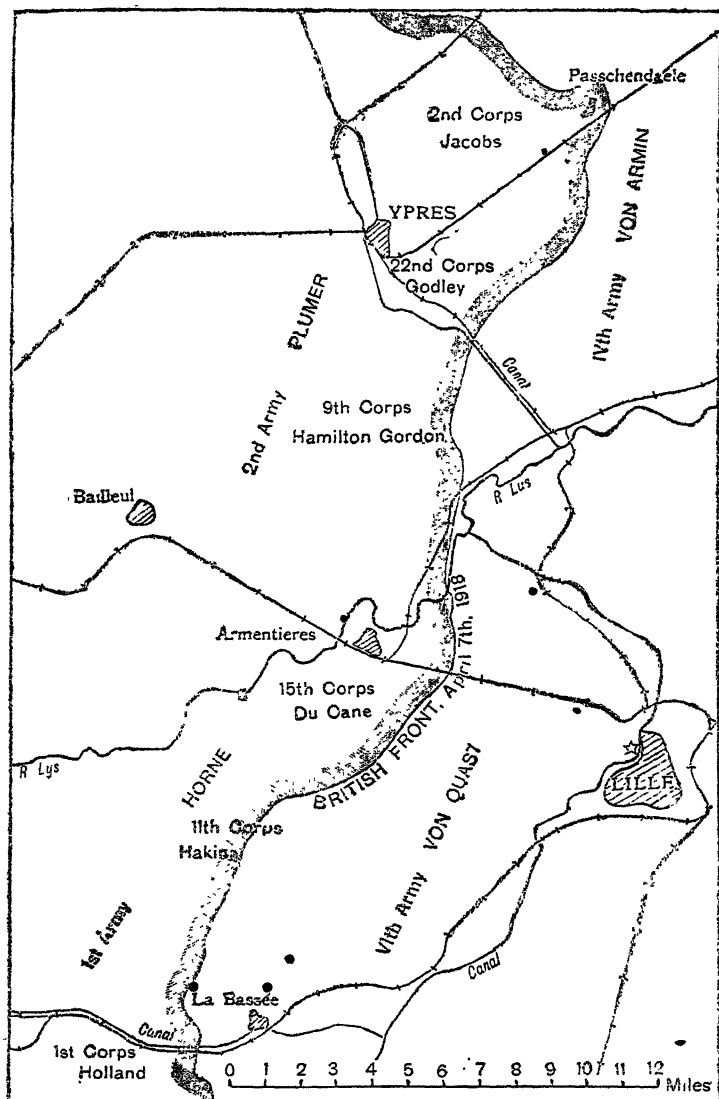 Passchendaele
2nd Corps
Jacobs
IVth Army VON ARMIN
YPRES
22nd Corps
Godley
2nd Army PLUMER
Canal
9th Corps
Hamilton Gordon
R Lys
Bailleul
Armentieres
BRITISH FRONT, April 7th, 1918
15th Corps
Du Cane
R Lys
HORNE
LILLE
11th Corps
Haking
VIth Army VON QUAST
1st Army
Canal
La Bassée
Canal
1st Corps
Holland
0 1 2 3 4 5 6 7 8 9 10 11 12
Miles